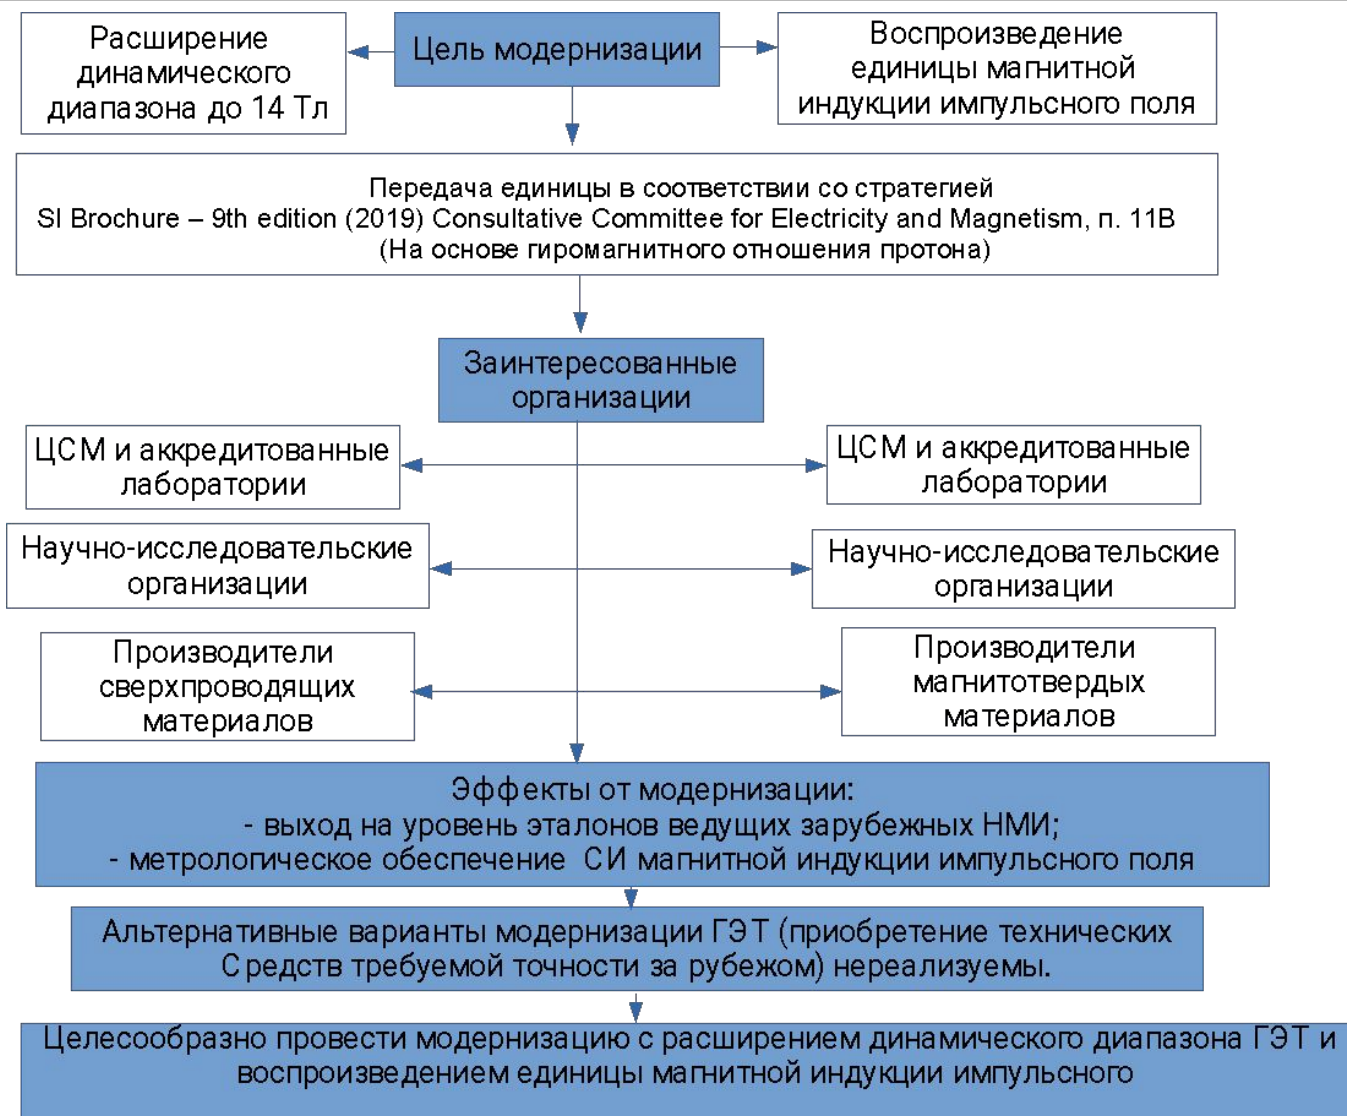 Расширение
динамического
диапазона до 14 Тл
Цель модернизации
Воспроизведение
единицы магнитной
индукции импульсного поля
Передача единицы в соответствии со стратегией
SI Brochure – 9th edition (2019) Consultative Committee for Electricity and Magnetism, п. 11В
(На основе гиромагнитного отношения протона)
Заинтересованные
организации
ЦСМ и аккредитованные
лаборатории
ЦСМ и аккредитованные
лаборатории
Научно-исследовательские
организации
Научно-исследовательские
организации
Производители
сверхпроводящих
материалов
Производители
магнитотвердых
материалов
Эффекты от модернизации:
- выход на уровень эталонов ведущих зарубежных НМИ;
- метрологическое обеспечение СИ магнитной индукции импульсного поля
Альтернативные варианты модернизации ГЭТ (приобретение технических
Средств требуемой точности за рубежом) нереализуемы.
Целесообразно провести модернизацию с расширением динамического диапазона ГЭТ и
воспроизведением единицы магнитной индукции импульсного